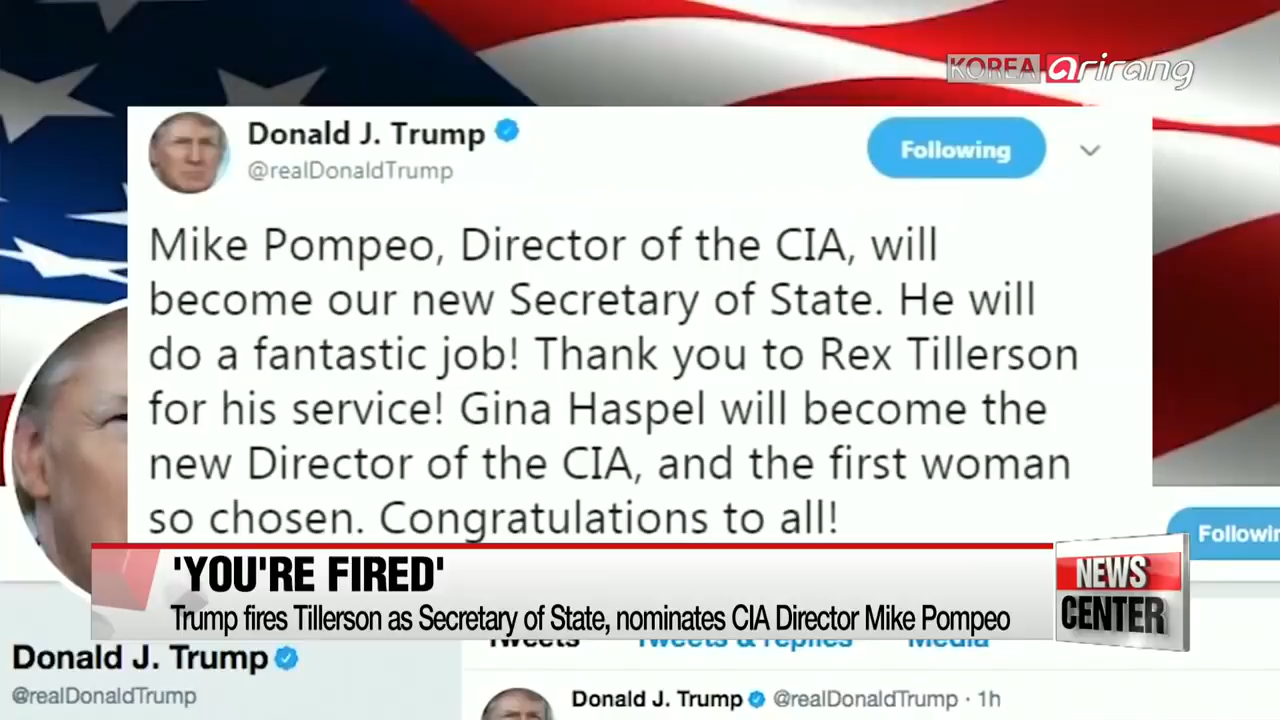 KOREA arirang
Donald J. Trump
@realDonaldTrump
Following
Mike Pompeo, Director of the CIA, will
become our new Secretary of State. He will
do a fantastic job! Thank you to Rex Tillerson
for his service! Gina Haspel will become the
new Director of the CIA, and the first woman
so chosen. Congratulations to all!
Followin
'YOU'RE FIRED'
Trump fires Tillerson as Secretary of State, nominates CIA Director Mike Pompeo
NEWS
CENTER
Tweets Tweets & replies Media
Donald J. Trump
@realDonaldTrump
Donald J. Trump @realDonaldTrump · 1h